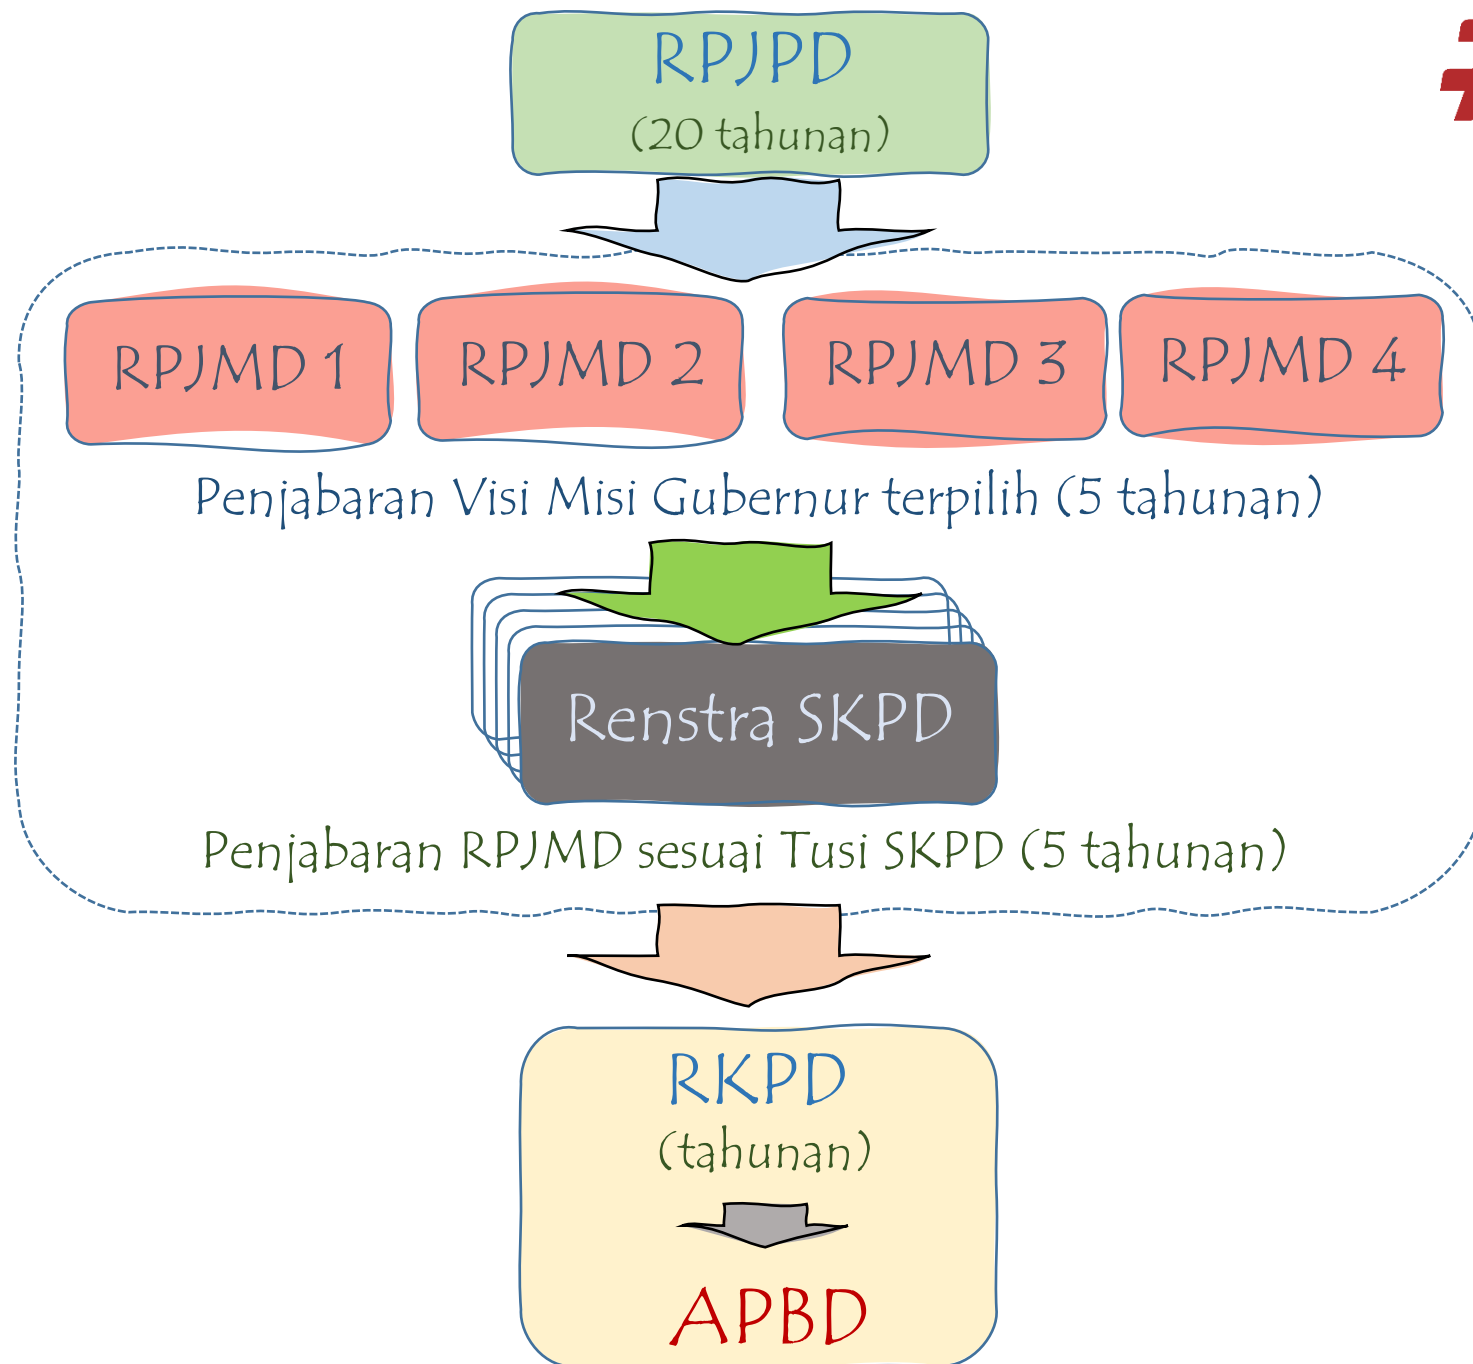 RPJPD
(20 tahunan)
RPJMD 1
RPJMD 2
RPJMD 3
RPJMD 4
Penjabaran Visi Misi Gubernur terpilih (5 tahunan)
Renstra SKPD
Penjabaran RPJMD sesuai Tusi SKPD (5 tahunan)
RKPD
(tahunan)
APBD